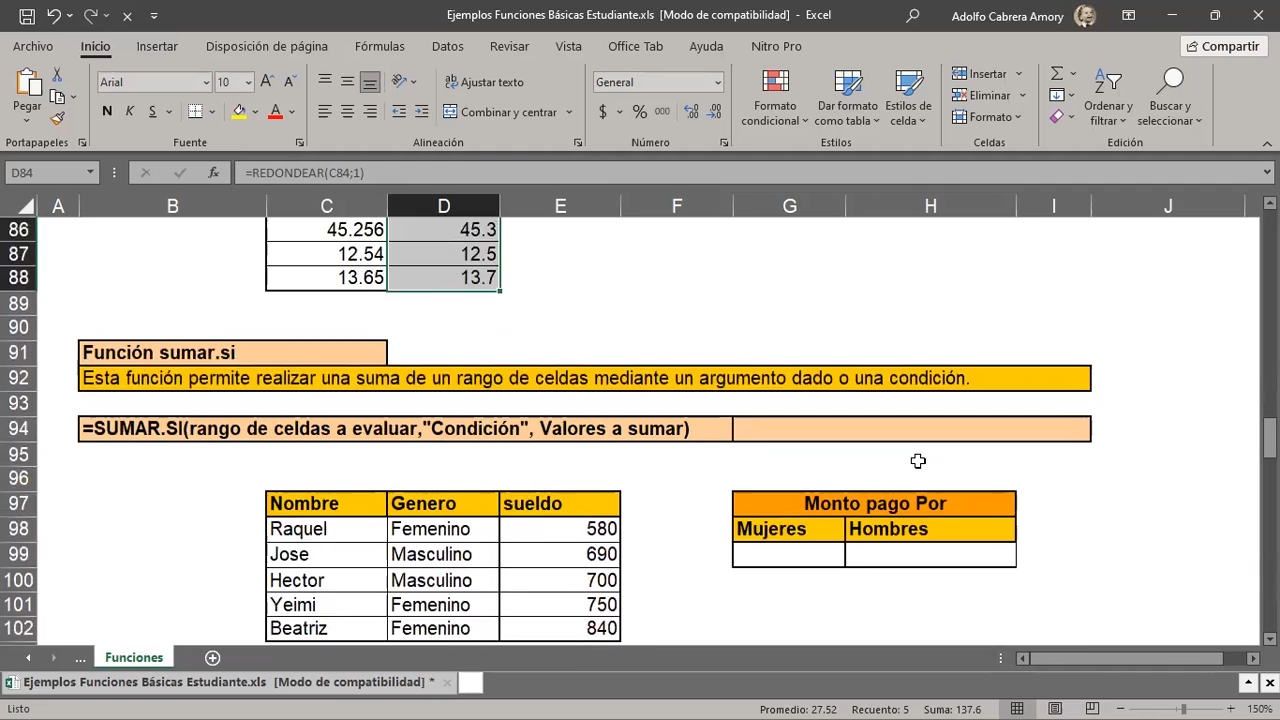 Ejemplos Funciones Básicas Estudiante.xls [Modo de compatibilidad] - Excel
Adolfo Cabrera Amory
Archivo Inicio Insertar Disposición de página Fórmulas Datos Revisar Vista Office Tab Ayuda Nitro Pro
Compartir
Pegar
Arial 10
N K S
Ajustar texto
Combinar y centrar
General
$ % 000
Formato condicional
Dar formato como tabla
Estilos de celda
Insertar
Eliminar
Formato
Ordenar y filtrar
Buscar y seleccionar
Portapapeles Fuente Alineación Número Estilos Celdas Edición
D84 fx =REDONDEAR(C84;1)
A B C D E F G H I J
86 45.256 45.3
87 12.54 12.5
88 13.65 13.7
89
90
91 Función sumar.si
92 Esta función permite realizar una suma de un rango de celdas mediante un argumento dado o una condición.
93
94 =SUMAR.SI(rango de celdas a evaluar,"Condición", Valores a sumar)
95
96
97 Nombre Genero sueldo Monto pago Por
98 Raquel Femenino 580 Mujeres Hombres
99 Jose Masculino 690
100 Hector Masculino 700
101 Yeimi Femenino 750
102 Beatriz Femenino 840
... Funciones
Ejemplos Funciones Básicas Estudiante.xls [Modo de compatibilidad] *
Listo Promedio: 27.52 Recuento: 5 Suma: 137.6 150%